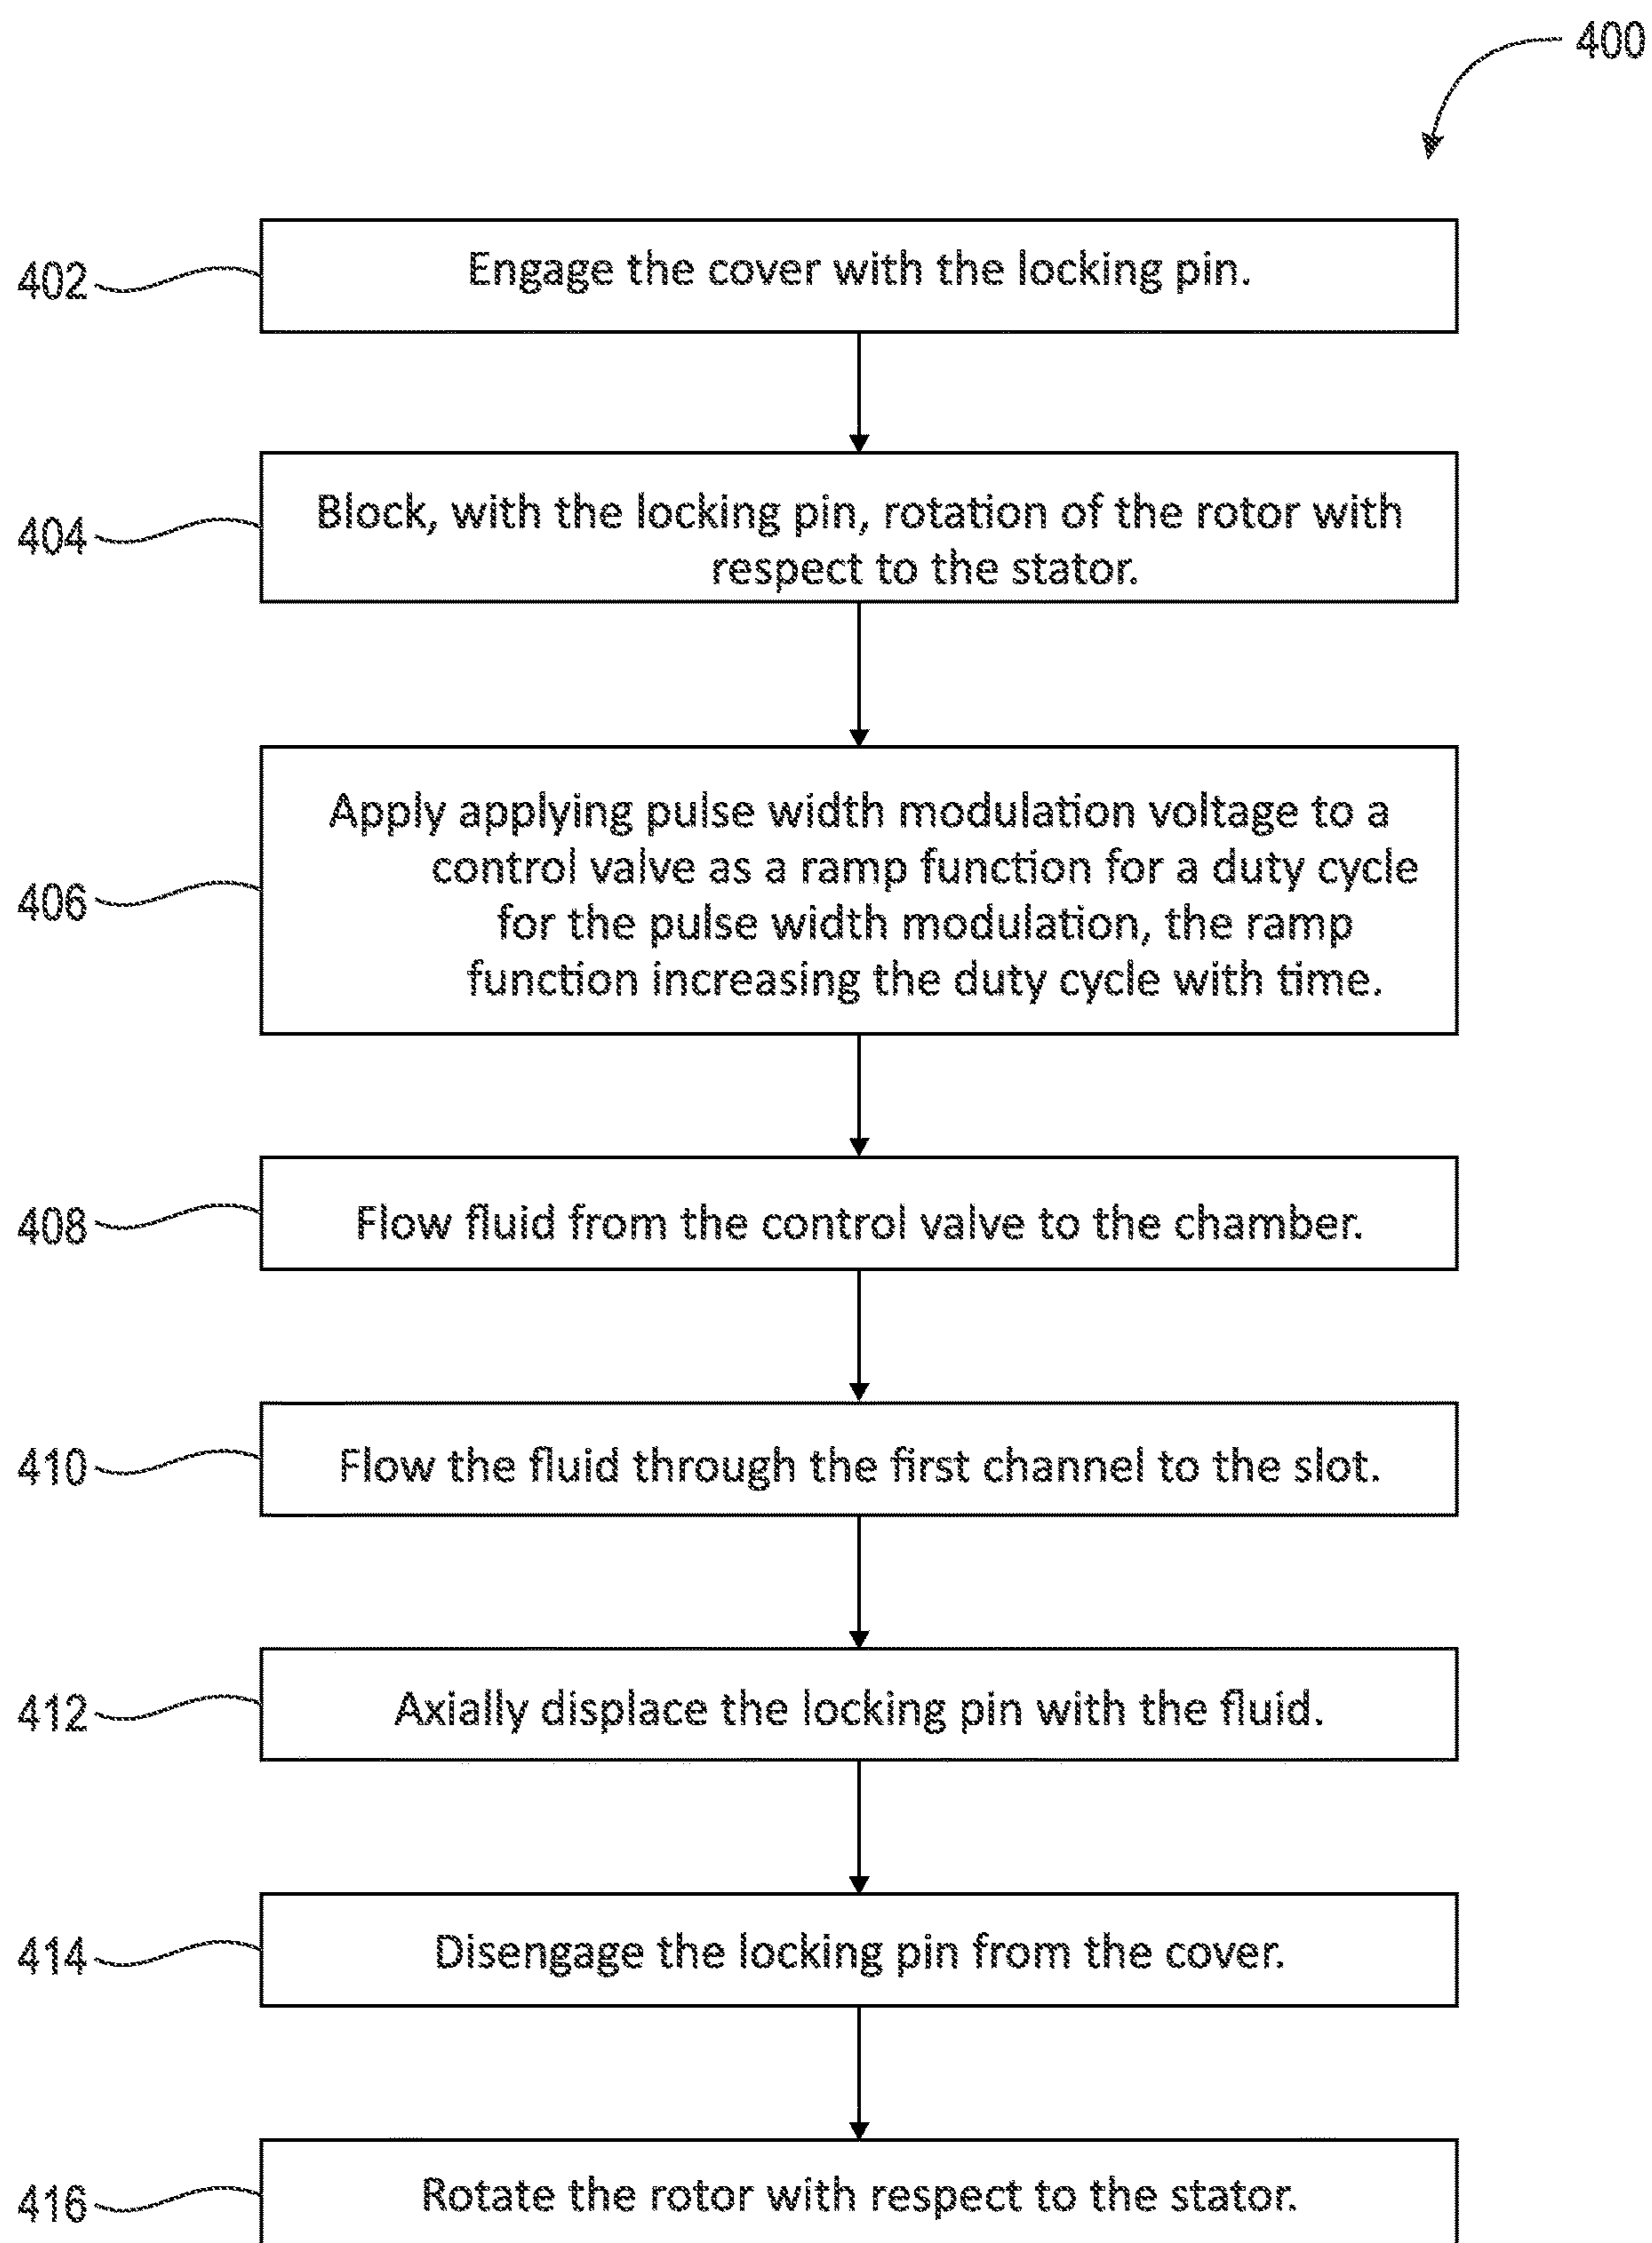 400
402
Engage the cover with the locking pin.
404
Block, with the locking pin, rotation of the rotor with
respect to the stator.
406
Apply applying pulse width modulation voltage to a
control valve as a ramp function for a duty cycle
for the pulse width modulation, the ramp
function increasing the duty cycle with time.
408
Flow fluid from the control valve to the chamber.
410
Flow the fluid through the first channel to the slot.
412
Axially displace the locking pin with the fluid.
414
Disengage the locking pin from the cover.
416
Rotate the rotor with respect to the stator.